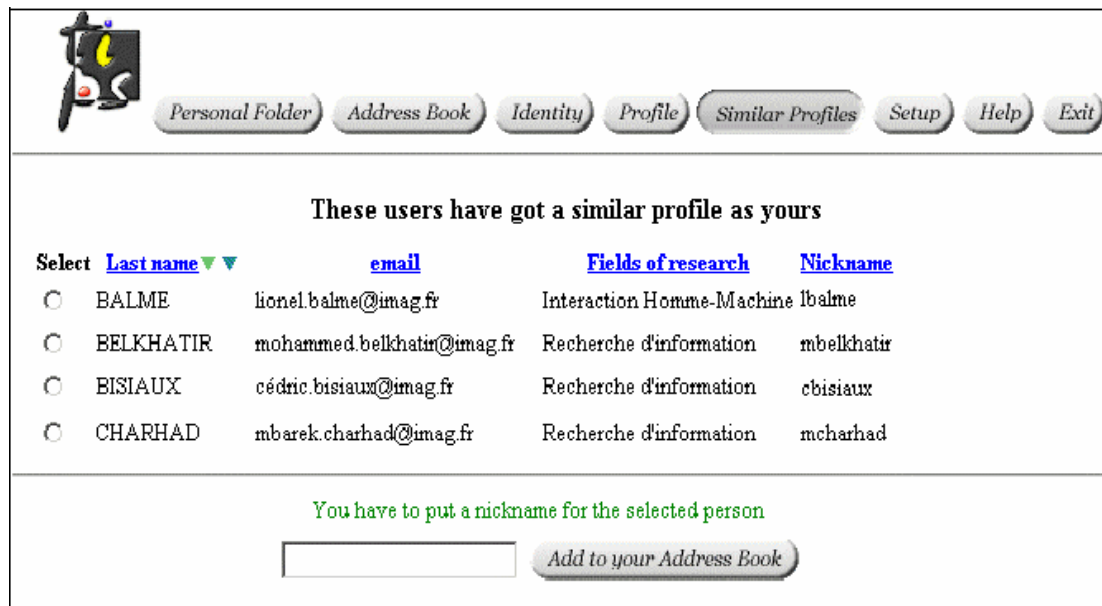 tips
Personal Folder Address Book Identity Profile Similar Profiles Setup Help Exit
These users have got a similar profile as yours
Select Last name email Fields of research Nickname
BALME lionel.balme@imag.fr Interaction Homme-Machine lbalme
BELKHATIR mohammed.belkhatir@imag.fr Recherche d'information mbelkhatir
BISIAUX cédric.bisiaux@imag.fr Recherche d'information cbisiaux
CHARHAD mbarek.charhad@imag.fr Recherche d'information mcharhad
You have to put a nickname for the selected person
Add to your Address Book